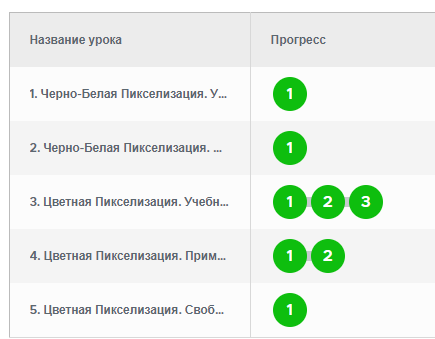 Название урока Прогресс
1. Черно-Белая Пикселизация. У... 1
2. Черно-Белая Пикселизация. ... 1
3. Цветная Пикселизация. Учебн... 1 2 3
4. Цветная Пикселизация. Прим... 1 2
5. Цветная Пикселизация. Своб... 1